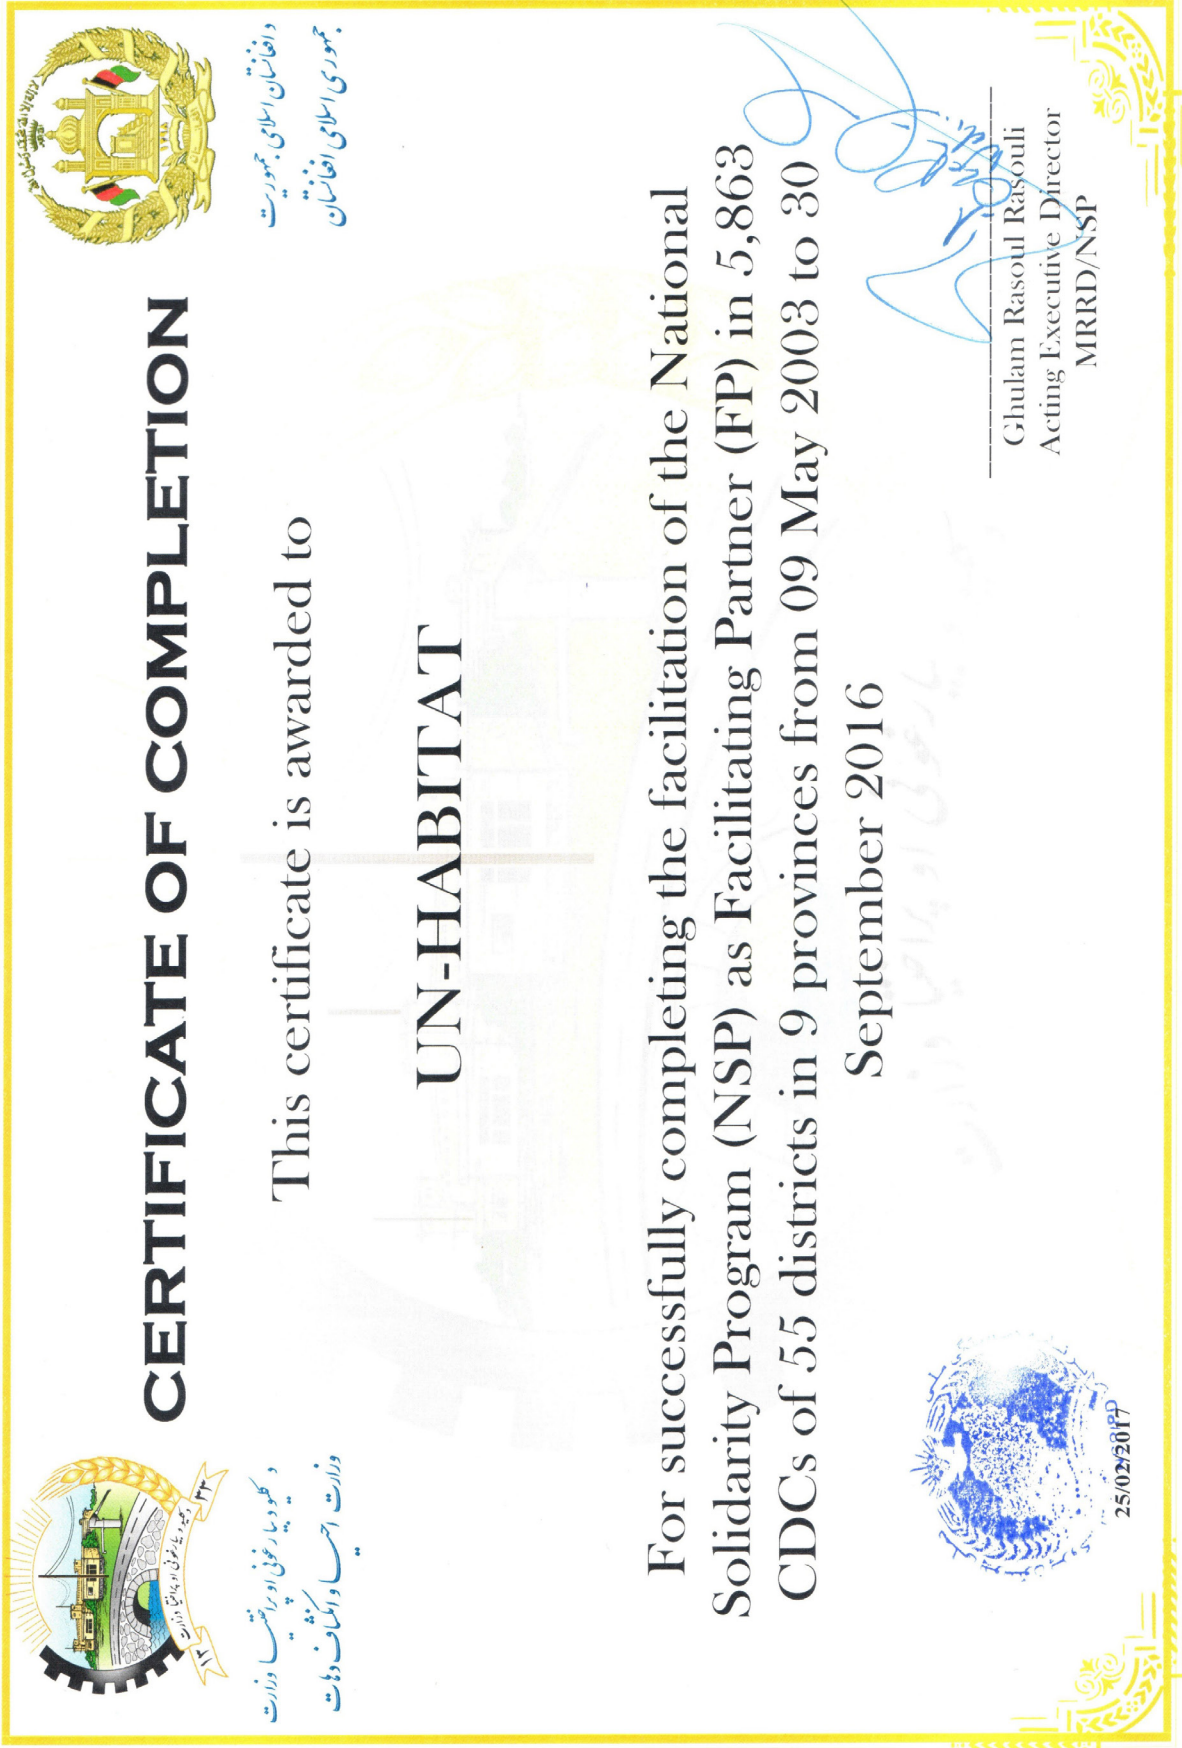 د افغانستان اسلامي جمهوریت
جمهوری اسلامی افغانستان
د کلیو د بیارغونې او پراختیا وزارت
وزارت احیا و انکشاف دهات
CERTIFICATE OF COMPLETION
This certificate is awarded to
UN-HABITAT
For successfully completing the facilitation of the National
Solidarity Program (NSP) as Facilitating Partner (FP) in 5,863
CDCs of 55 districts in 9 provinces from 09 May 2003 to 30
September 2016
Ghulam Rasoul Rasouli
Acting Executive Director
MRRD/NSP
25/02/2017